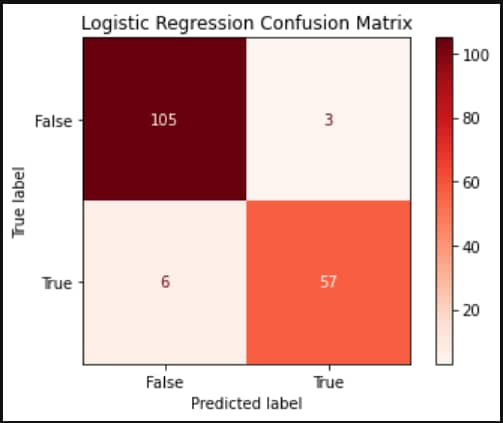 Logistic Regression Confusion Matrix
100
False
105
3
80
60
True label
40
True
6
57
20
False
True
Predicted label